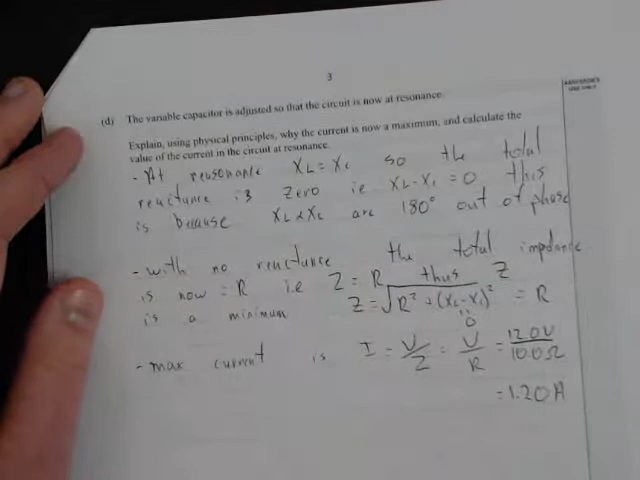 3
ASSESSOR'S
USE ONLY
(d) The variable capacitor is adjusted so that the circuit is now at resonance.
Explain, using physical principles, why the current is now a maximum, and calculate the
value of the current in the circuit at resonance.
- At resonance XL = Xc so the total
reactance is zero ie XL-Xc = 0 this
is because XL & XC are 180° out of phase
- with no reactance the total impedance
is now = R i.e Z = R thus Z
is a minimum Z = √R² + (XL-Xc)² = R
0
- max current is I = V/Z = V/R = 12.0V/10.0Ω
= 1.20A